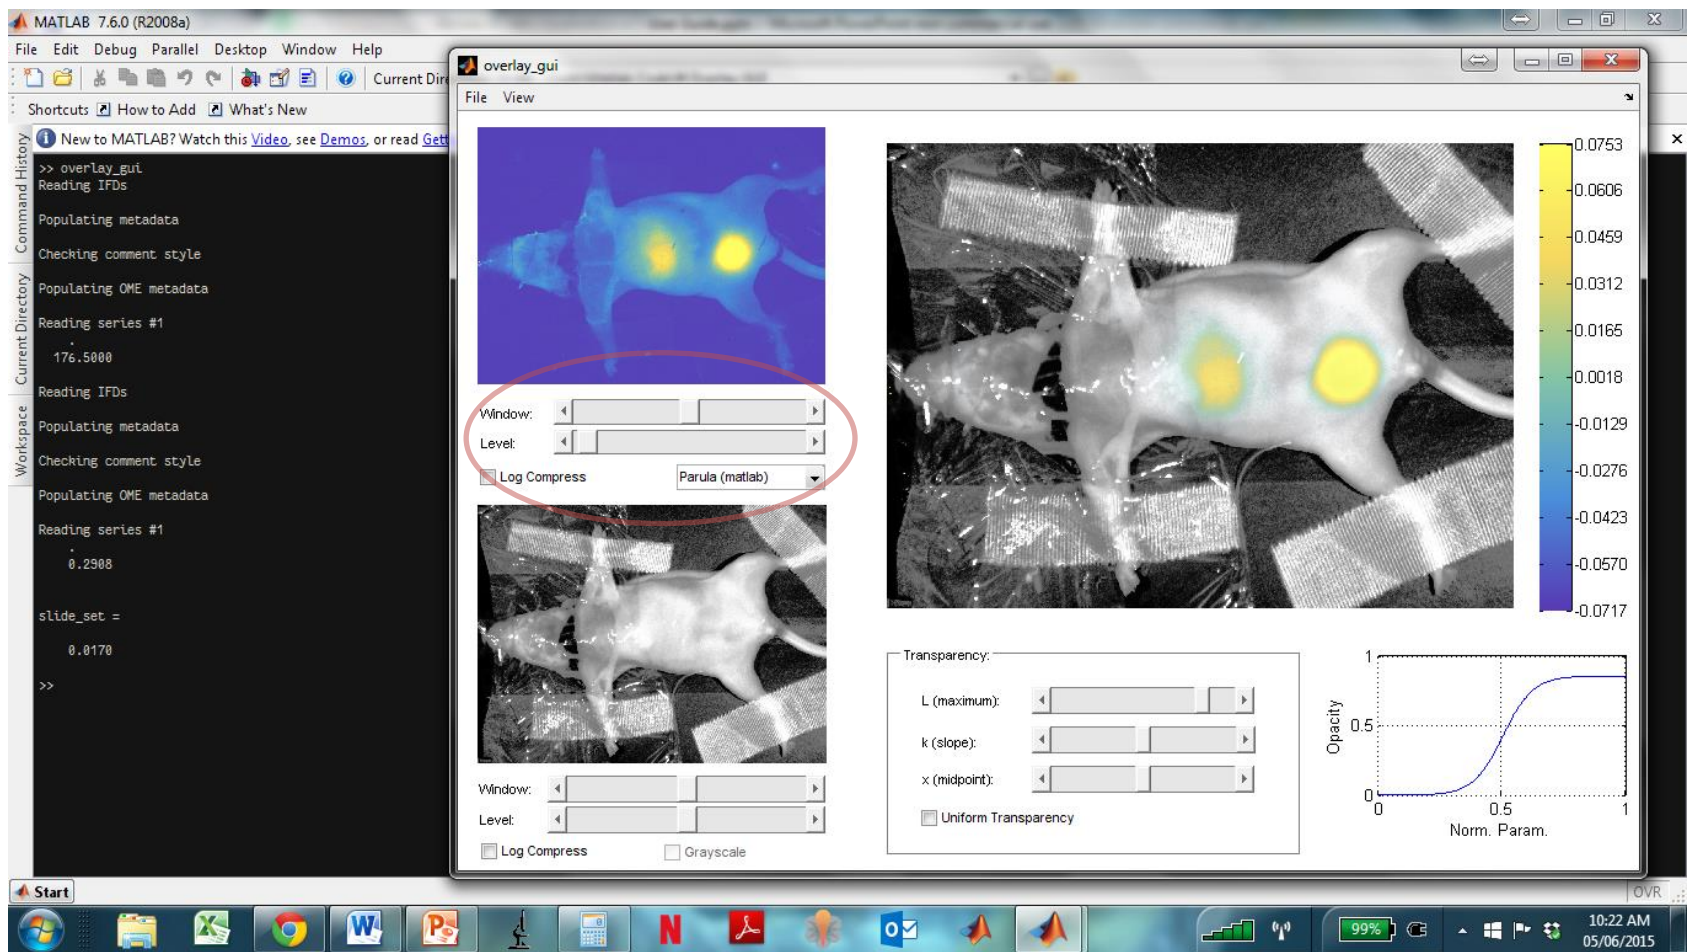 MATLAB 7.6.0 (R2008a)
File Edit Debug Parallel Desktop Window Help
Current Dire
Shortcuts How to Add What's New
New to MATLAB? Watch this Video, see Demos, or read Gett
Command History
Current Directory
Workspace
>> overlay_gui
Reading IFDs
Populating metadata
Checking comment style
Populating OME metadata
Reading series #1
.
176.5000
Reading IFDs
Populating metadata
Checking comment style
Populating OME metadata
Reading series #1
.
0.2908
slide_set =
0.0170
>>
overlay_gui
File View
Window:
Level:
Log Compress
Parula (matlab)
Window:
Level:
Log Compress
Grayscale
0.0753
0.0606
0.0459
0.0312
0.0165
0.0018
-0.0129
-0.0276
-0.0423
-0.0570
-0.0717
Transparency:
L (maximum):
k (slope):
x (midpoint):
Uniform Transparency
Opacity
1
0.5
0
0 0.5 1
Norm. Param.
Start
OVR
99%
10:22 AM
05/06/2015